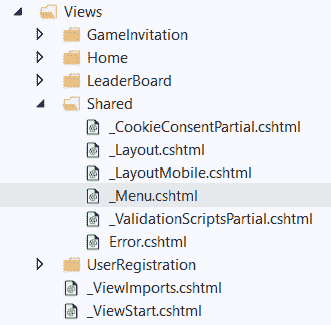 Views
GameInvitation
Home
LeaderBoard
Shared
_CookieConsentPartial.cshtml
_Layout.cshtml
_LayoutMobile.cshtml
_Menu.cshtml
_ValidationScriptsPartial.cshtml
Error.cshtml
UserRegistration
_ViewImports.cshtml
_ViewStart.cshtml